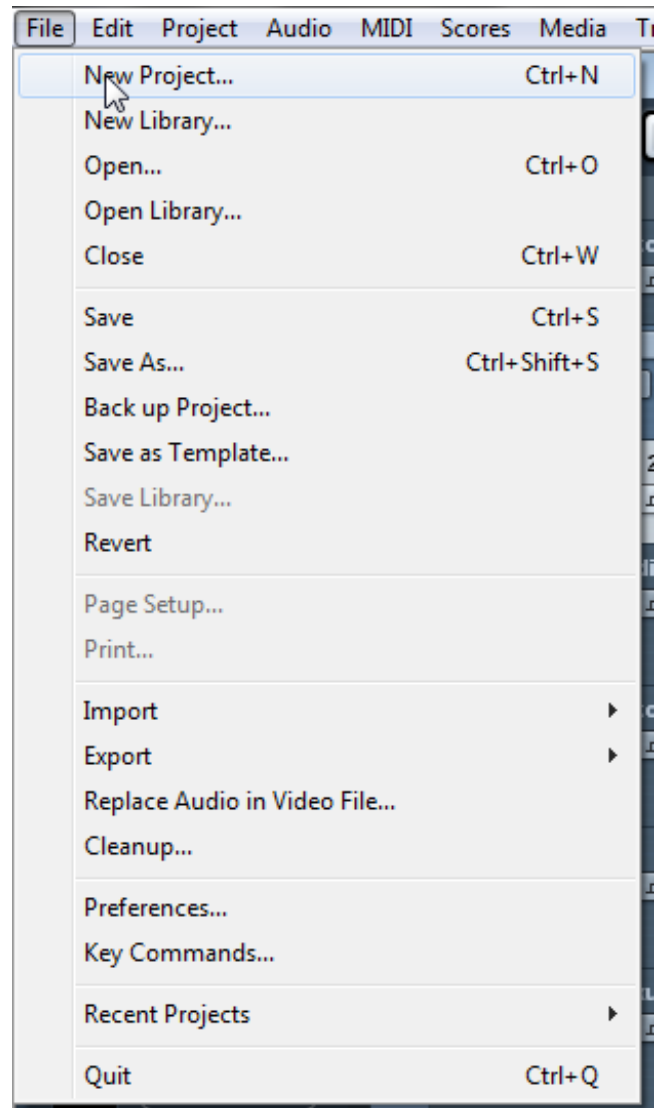 File Edit Project Audio MIDI Scores Media
New Project... Ctrl+N
New Library...
Open... Ctrl+O
Open Library...
Close Ctrl+W
Save Ctrl+S
Save As... Ctrl+Shift+S
Back up Project...
Save as Template...
Save Library...
Revert
Page Setup...
Print...
Import
Export
Replace Audio in Video File...
Cleanup...
Preferences...
Key Commands...
Recent Projects
Quit Ctrl+Q